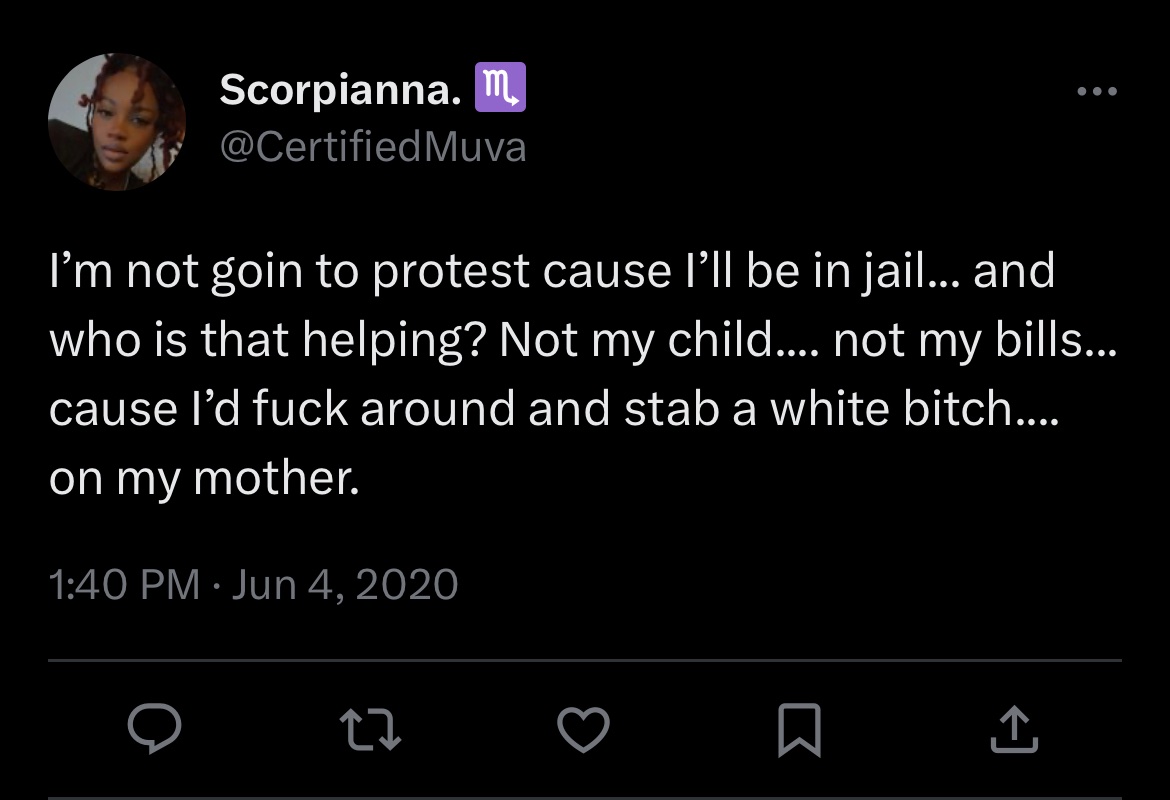 Scorpianna. ♏
@CertifiedMuva
I’m not goin to protest cause I’ll be in jail... and
who is that helping? Not my child.... not my bills...
cause I’d fuck around and stab a white bitch....
on my mother.
1:40 PM · Jun 4, 2020